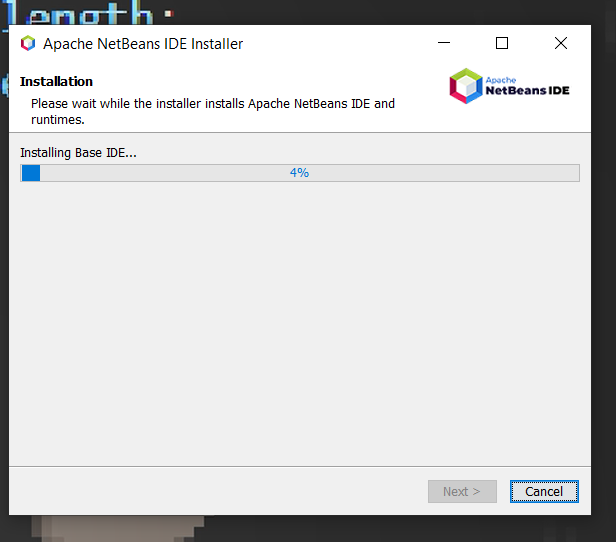 length:
Apache NetBeans IDE Installer
Installation
Please wait while the installer installs Apache NetBeans IDE and
runtimes.
Apache
NetBeans IDE
Installing Base IDE...
4%
Next >
Cancel